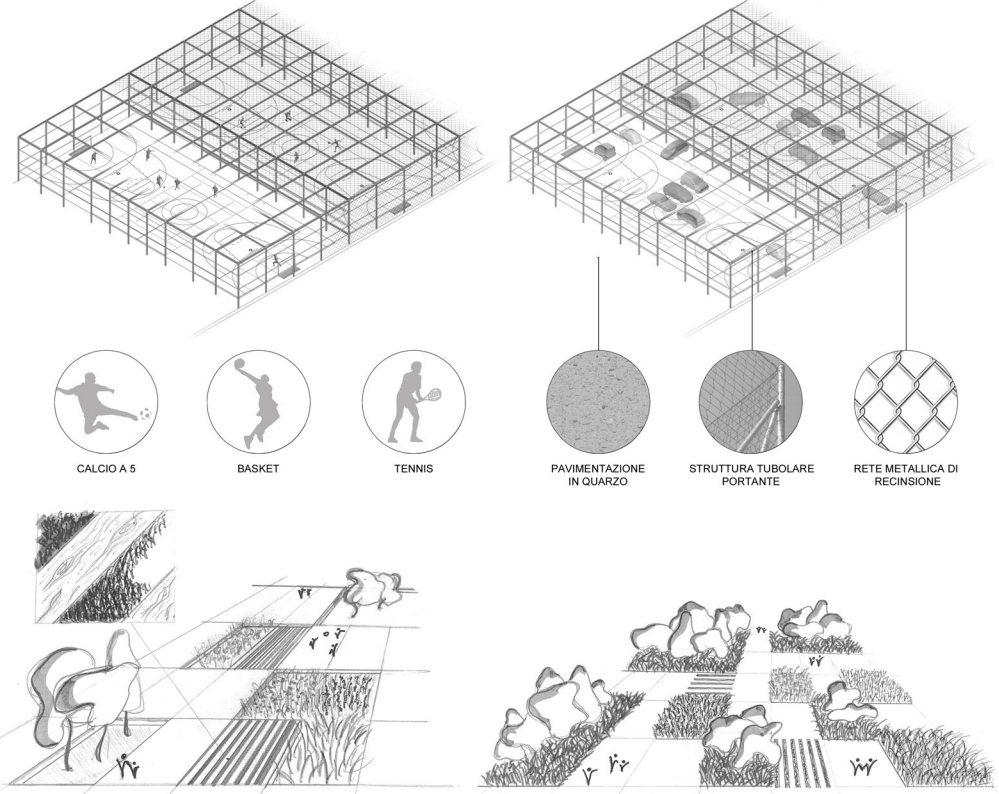 CALCIO A 5
BASKET
TENNIS
PAVIMENTAZIONE
IN QUARZO
STRUTTURA TUBOLARE
PORTANTE
RETE METALLICA DI
RECINSIONE